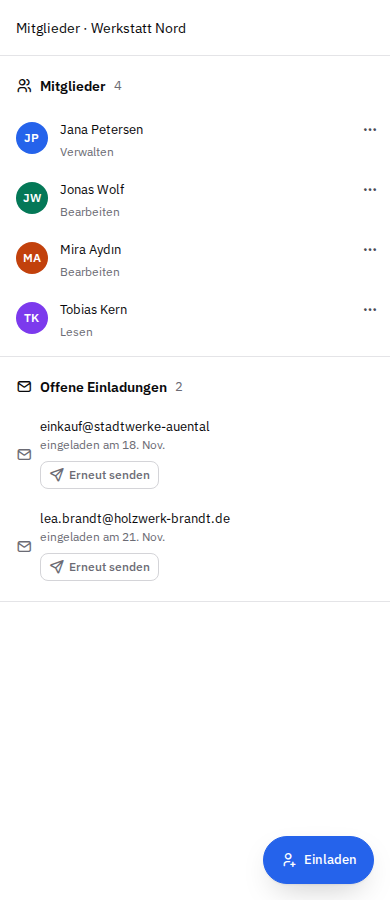 Mitglieder · Werkstatt Nord
Mitglieder 4
JP
Jana Petersen
Verwalten
JW
Jonas Wolf
Bearbeiten
MA
Mira Aydın
Bearbeiten
TK
Tobias Kern
Lesen
Offene Einladungen 2
einkauf@stadtwerke-auental
eingeladen am 18. Nov.
Erneut senden
lea.brandt@holzwerk-brandt.de
eingeladen am 21. Nov.
Erneut senden
Einladen